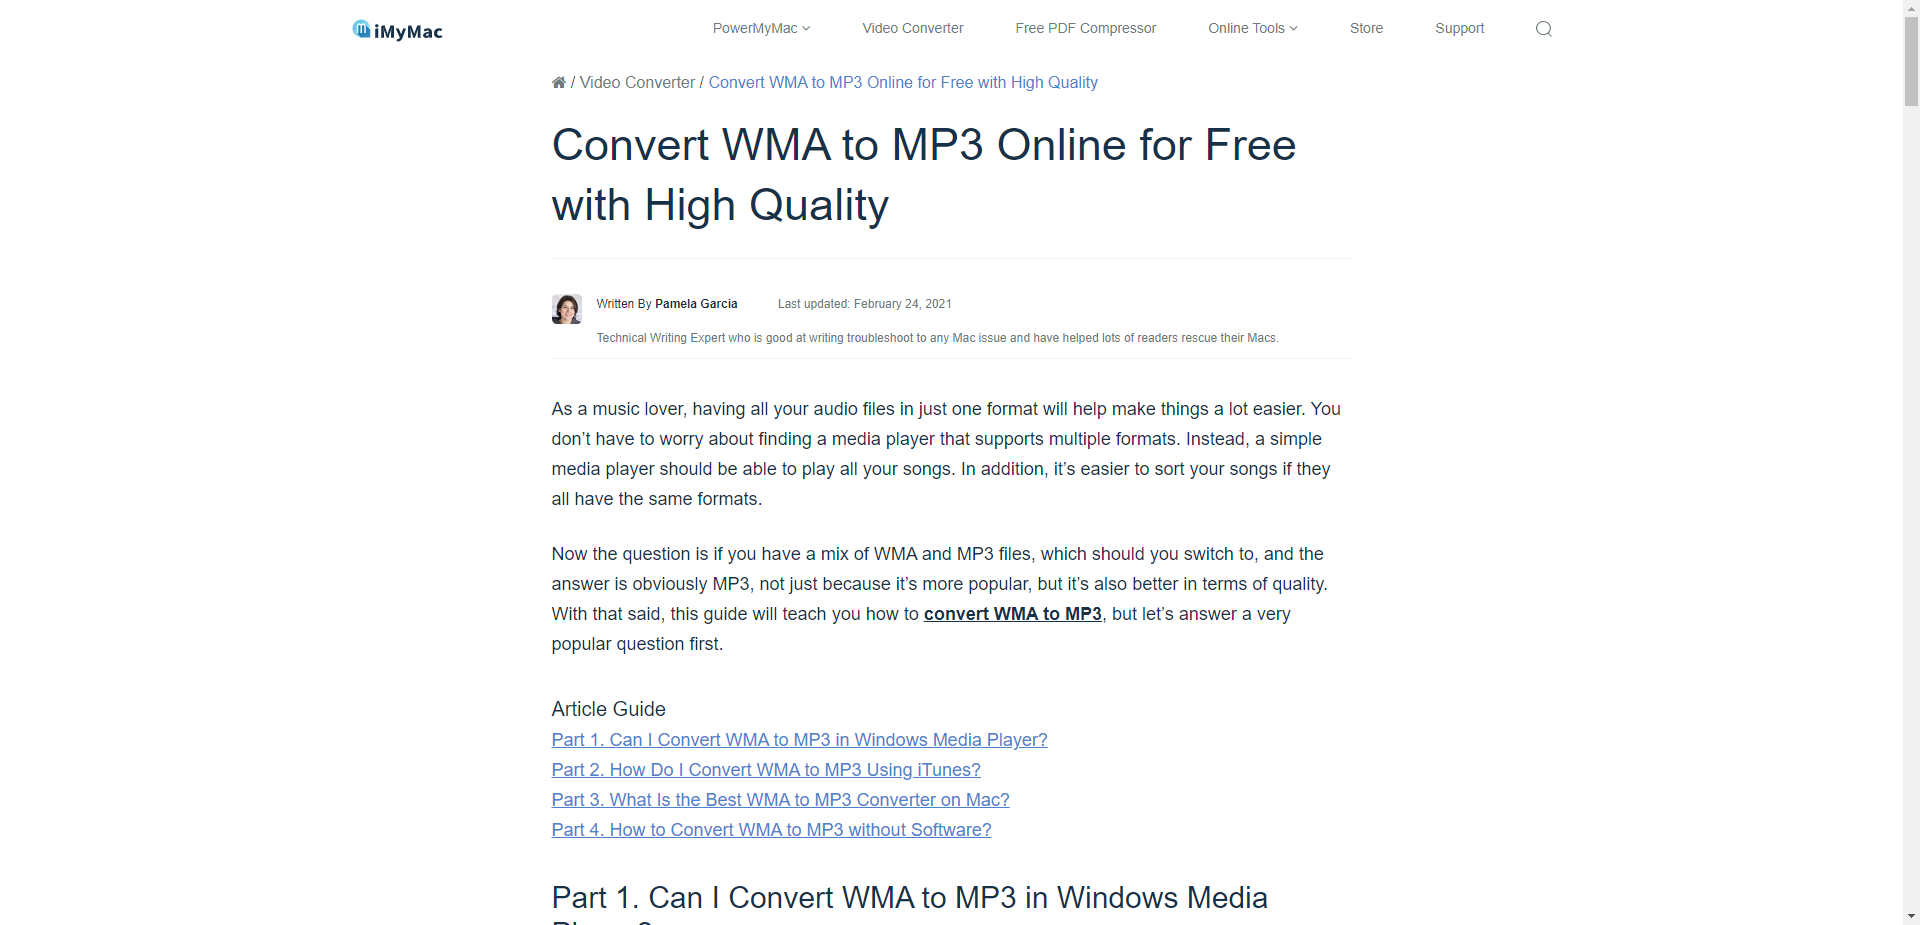 iMyMac
PowerMyMac
Video Converter
Free PDF Compressor
Online Tools
Store
Support
/ Video Converter / Convert WMA to MP3 Online for Free with High Quality
Convert WMA to MP3 Online for Free
with High Quality
Written By Pamela Garcia
Last updated: February 24, 2021
Technical Writing Expert who is good at writing troubleshoot to any Mac issue and have helped lots of readers rescue their Macs.
As a music lover, having all your audio files in just one format will help make things a lot easier. You
don’t have to worry about finding a media player that supports multiple formats. Instead, a simple
media player should be able to play all your songs. In addition, it’s easier to sort your songs if they
all have the same formats.
Now the question is if you have a mix of WMA and MP3 files, which should you switch to, and the
answer is obviously MP3, not just because it’s more popular, but it’s also better in terms of quality.
With that said, this guide will teach you how to convert WMA to MP3, but let’s answer a very
popular question first.
Article Guide
Part 1. Can I Convert WMA to MP3 in Windows Media Player?
Part 2. How Do I Convert WMA to MP3 Using iTunes?
Part 3. What Is the Best WMA to MP3 Converter on Mac?
Part 4. How to Convert WMA to MP3 without Software?
Part 1. Can I Convert WMA to MP3 in Windows Media